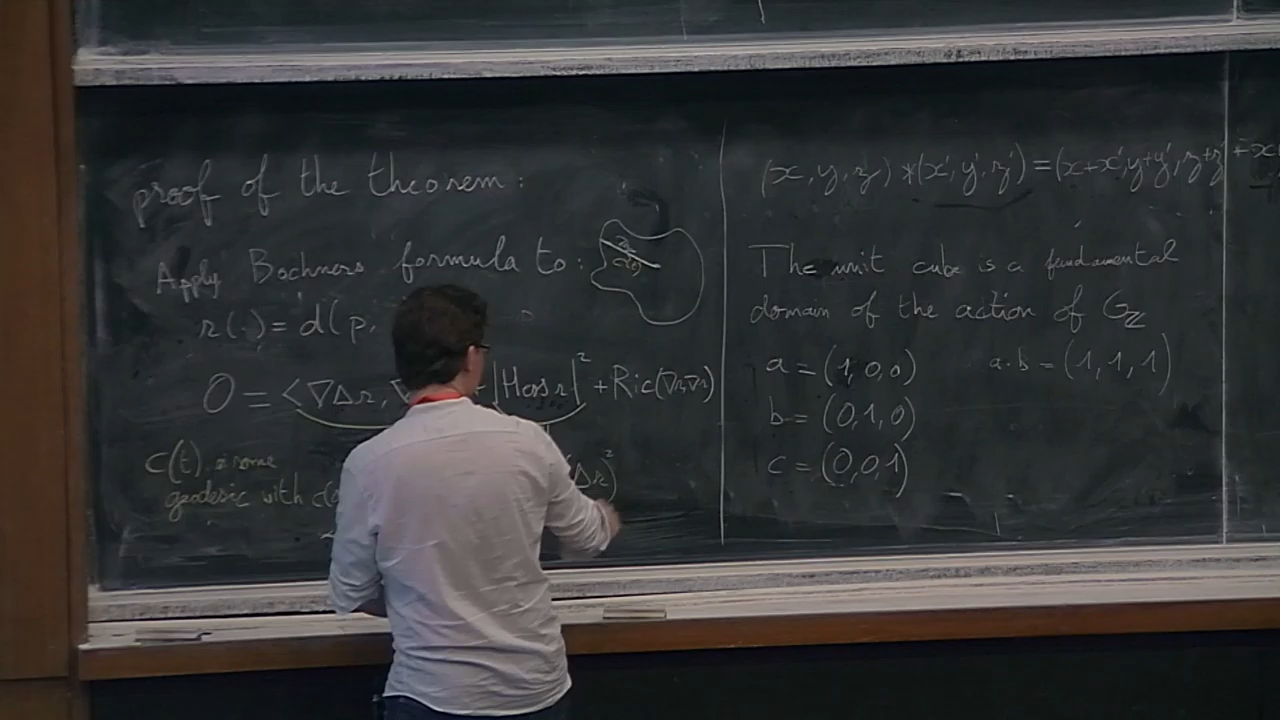 proof of the theorem:
Apply Bochners formula to:
r(·) = d(p,
0 = <∇Δr, ∇ + |Hess r|² + Ric(∇r,∇r)
c(t) some
geodesic with c(
Δr)²
(x, y, z) * (x', y', z') = (x+x', y+y', z+z' + x
The unit cube is a fundamental
domain of the action of G_ℤ
a = (1,0,0) a·b = (1,1,1)
b = (0,1,0)
c = (0,0,1)